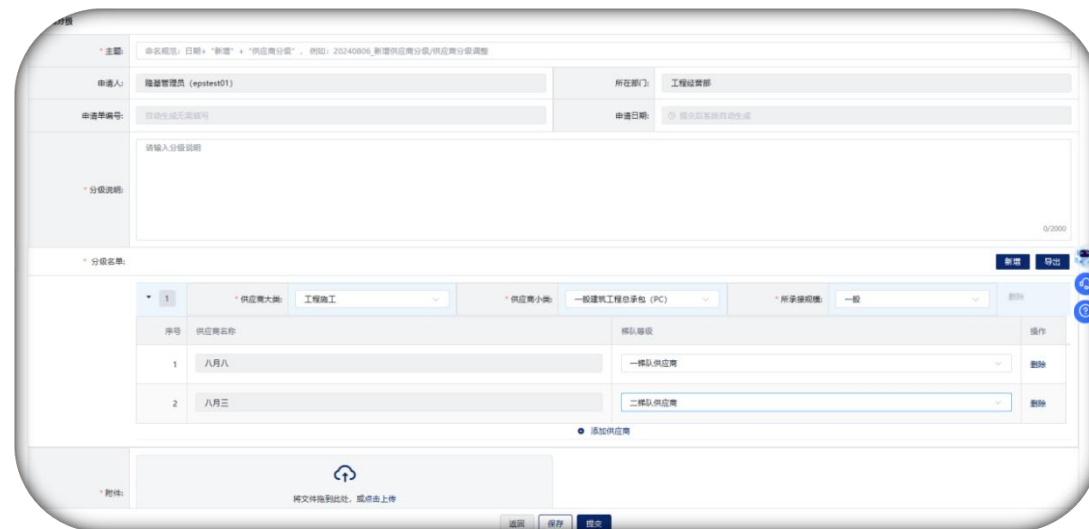 分级
* 主题: 命名规范：日期+ "新增" + "供应商分级" ，例如：20240806_新增供应商分级/供应商分级调整
申请人: 隆基管理员 (epstest01) 所在部门: 工程经营部
申请单编号: 自动生成无需填写 申请日期: 提交后系统自动生成
* 分级说明: 请输入分级说明
0/2000
* 分级名单: 新增 导出
1 * 供应商大类: 工程施工 * 供应商小类: 一般建筑工程总承包 (PC) * 所承接规模: 一般 删除
序号 供应商名称 梯队等级 操作
1 八月八 一梯队供应商 删除
2 八月三 二梯队供应商 删除
添加供应商
* 附件: 将文件拖到此处，或点击上传
返回 保存 提交